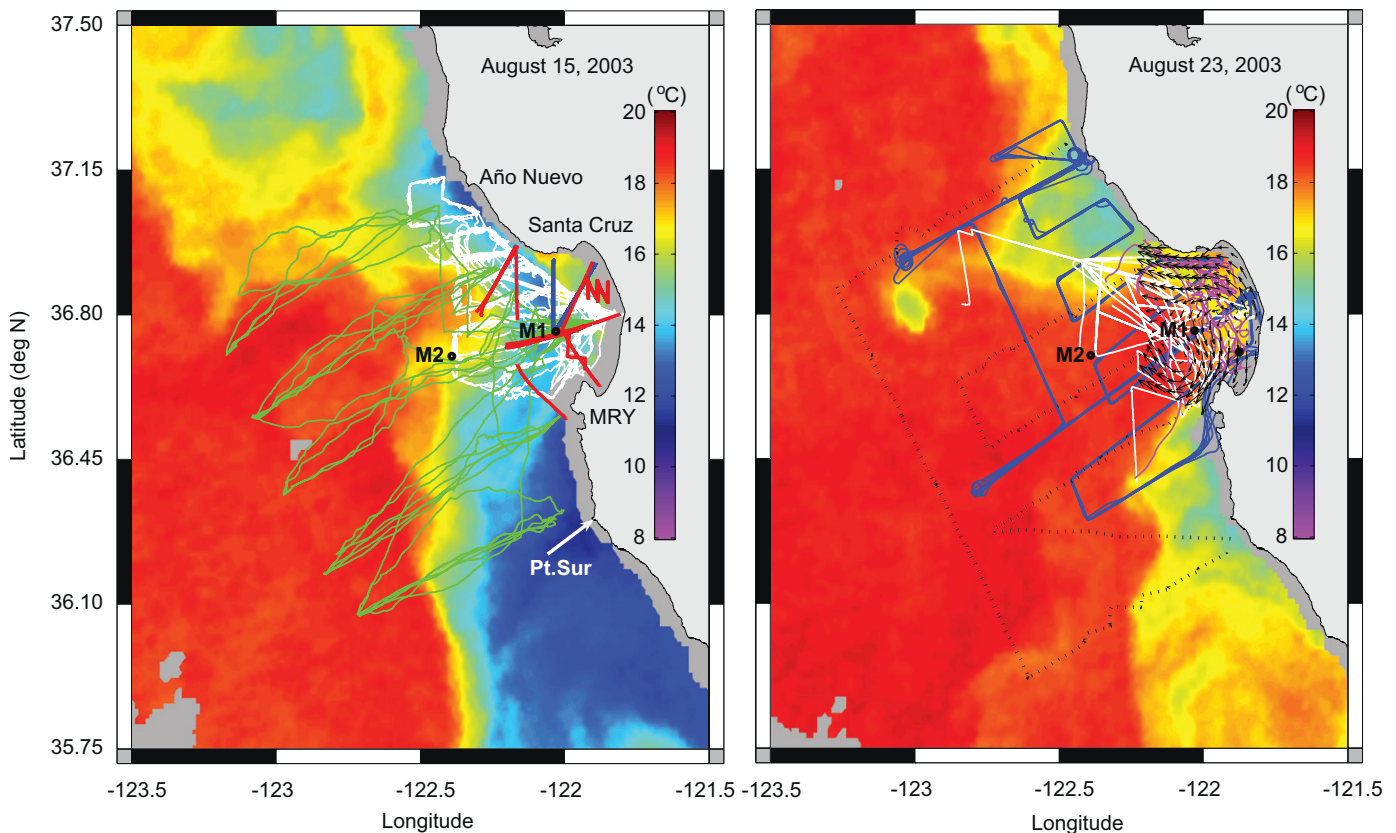 37.50
37.15
36.80
36.45
36.10
35.75
Latitude (deg N)
August 15, 2003
(°C)
20
18
16
14
12
10
8
Año Nuevo
Santa Cruz
M1
M2
MRY
Pt.Sur
-123.5
-123
-122.5
-122
-121.5
Longitude
August 23, 2003
(°C)
20
18
16
14
12
10
8
M1
M2
-123.5
-123
-122.5
-122
-121.5
Longitude